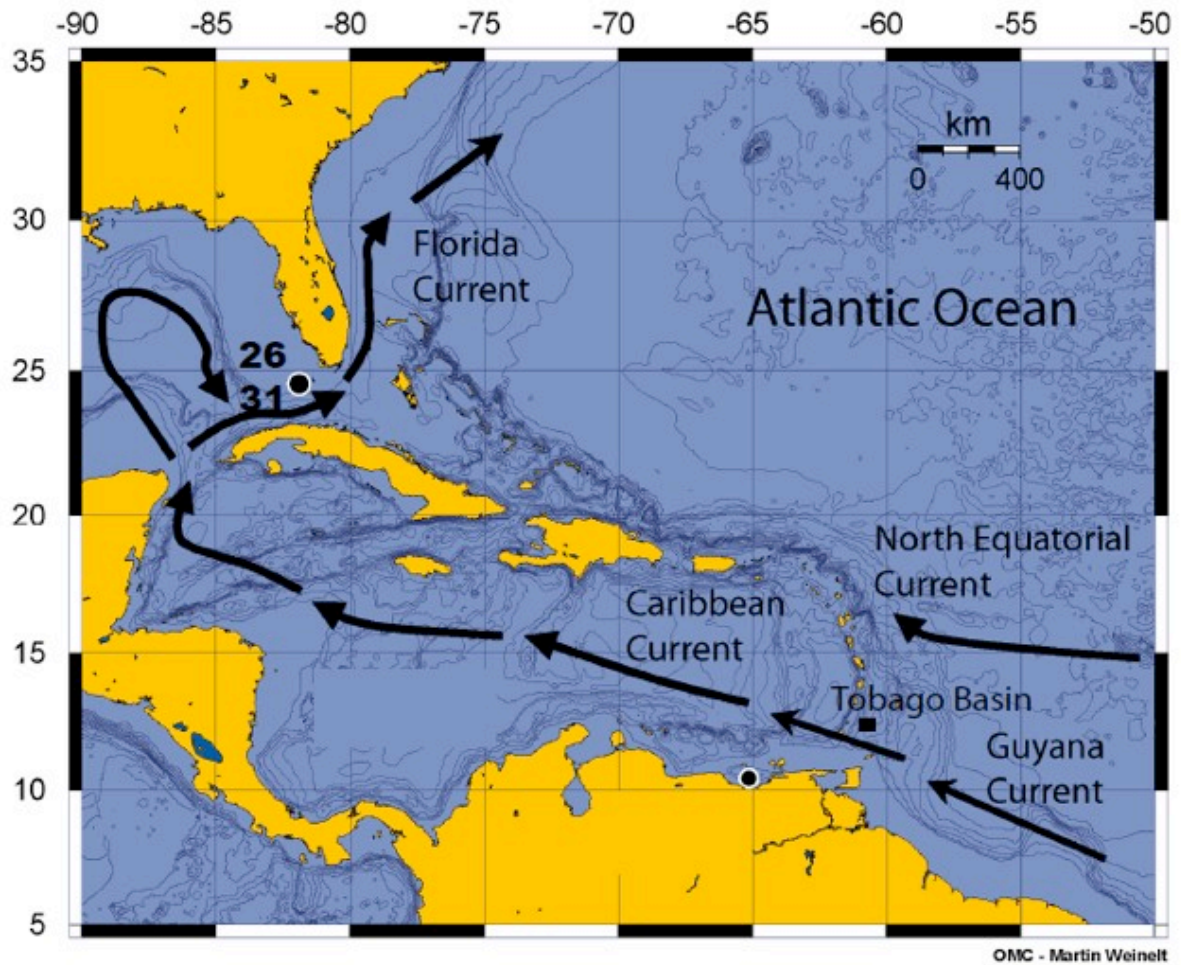 -90 -85 -80 -75 -70 -65 -60 -55 -50
35
km
0 400
30
Florida
Current
Atlantic Ocean
26
25
31
20
North Equatorial
Current
Caribbean
Current
15
Tobago Basin
Guyana
Current
10
5
OMC - Martin Weinelt